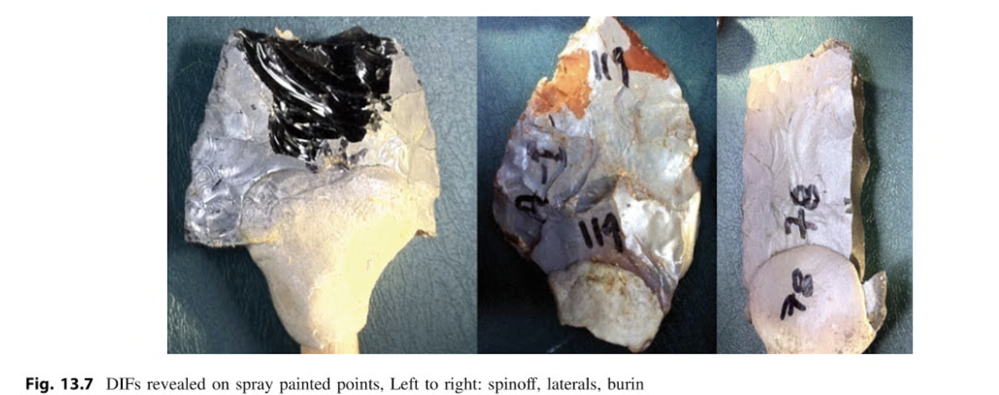 119
A-1
119
78
78
Fig. 13.7 DIFs revealed on spray painted points, Left to right: spinoff, laterals, burin